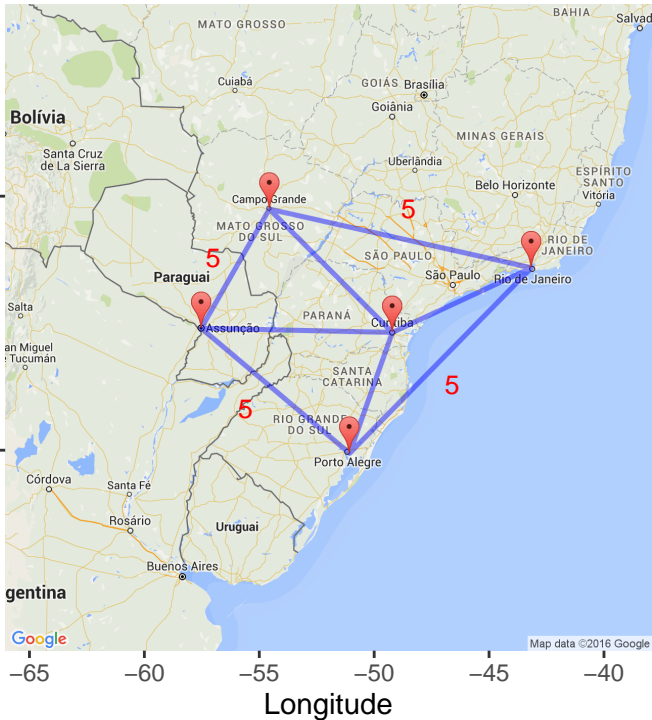 MATO GROSSO
BAHIA
Salvad
Cuiabá
GOIÁS
Brasília
Goiânia
Bolívia
MINAS GERAIS
Santa Cruz
de La Sierra
Uberlândia
ESPÍRITO
SANTO
Belo Horizonte
Vitória
Campo Grande
5
MATO GROSSO
DO SUL
RIO DE
JANEIRO
5
SÃO PAULO
Paraguai
São Paulo
Rio de Janeiro
Salta
PARANÁ
Curitiba
Assunção
an Miguel
e Tucumán
SANTA
CATARINA
5
5
RIO GRANDE
DO SUL
Porto Alegre
Córdova
Santa Fé
Rosário
Uruguai
Buenos Aires
gentina
Google
Map data ©2016 Google
−65 −60 −55 −50 −45 −40
Longitude